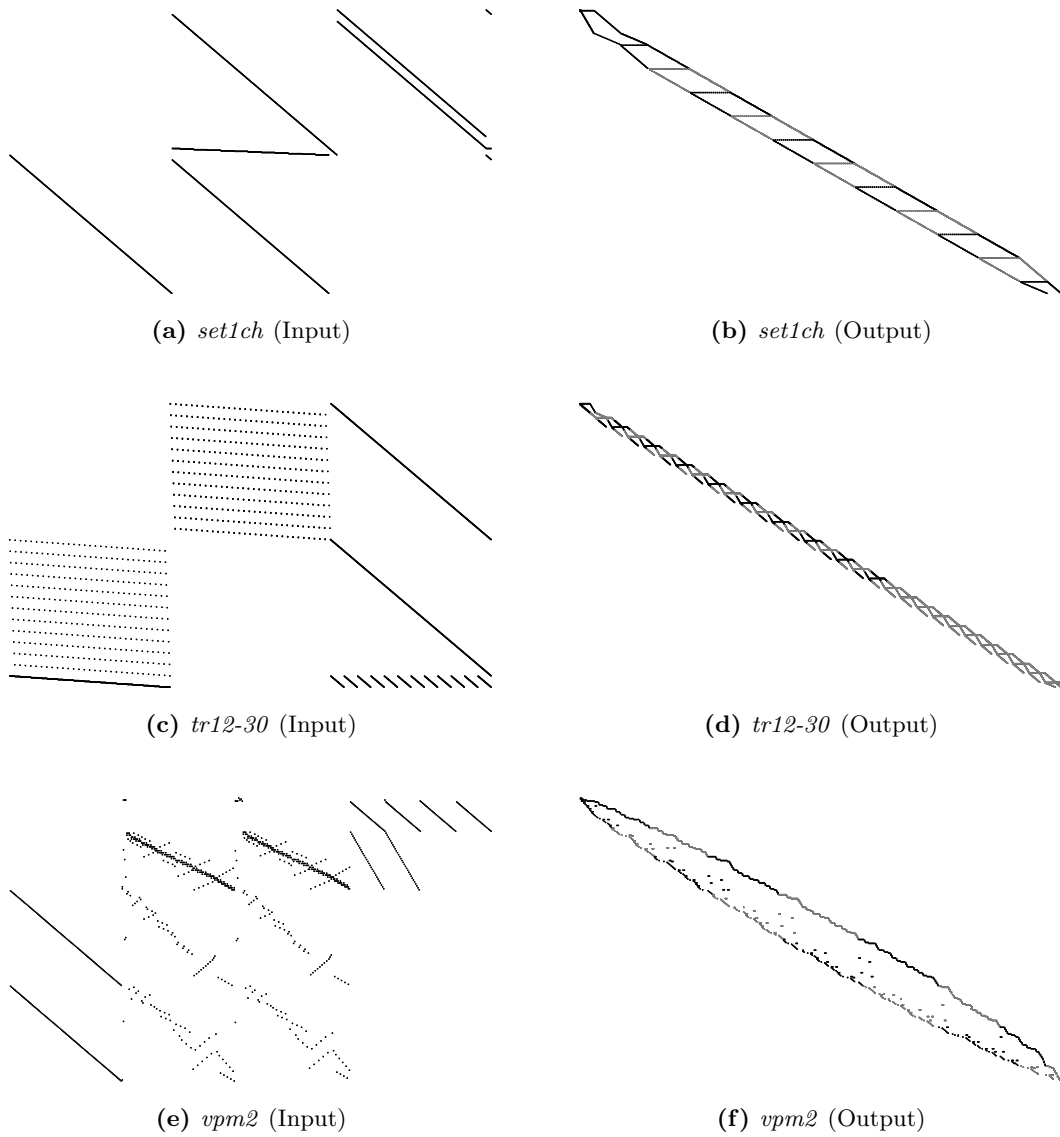 (a) set1ch (Input)
(b) set1ch (Output)
(c) tr12-30 (Input)
(d) tr12-30 (Output)
(e) vpm2 (Input)
(f) vpm2 (Output)